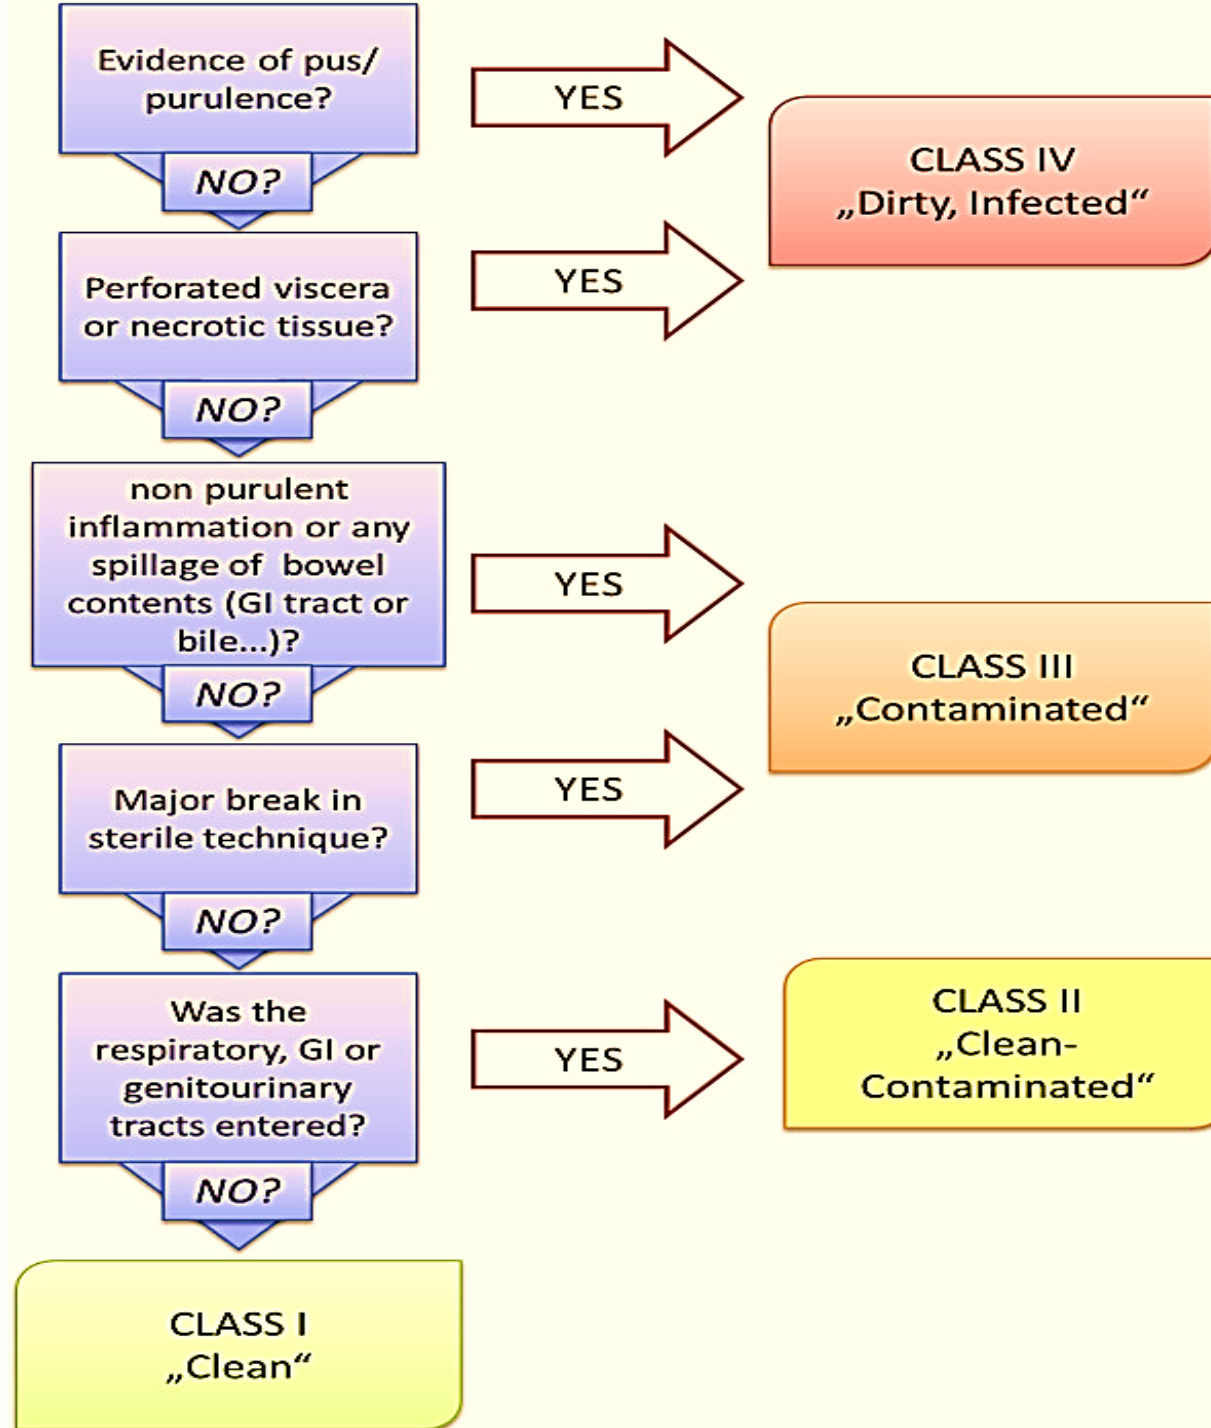 Evidence of pus/
purulence?
YES
CLASS IV
„Dirty, Infected“
NO?
Perforated viscera
or necrotic tissue?
YES
NO?
non purulent
inflammation or any
spillage of bowel
contents (GI tract or
bile...)?
YES
CLASS III
„Contaminated“
NO?
Major break in
sterile technique?
YES
NO?
Was the
respiratory, GI or
genitourinary
tracts entered?
YES
CLASS II
„Clean-
Contaminated“
NO?
CLASS I
„Clean“